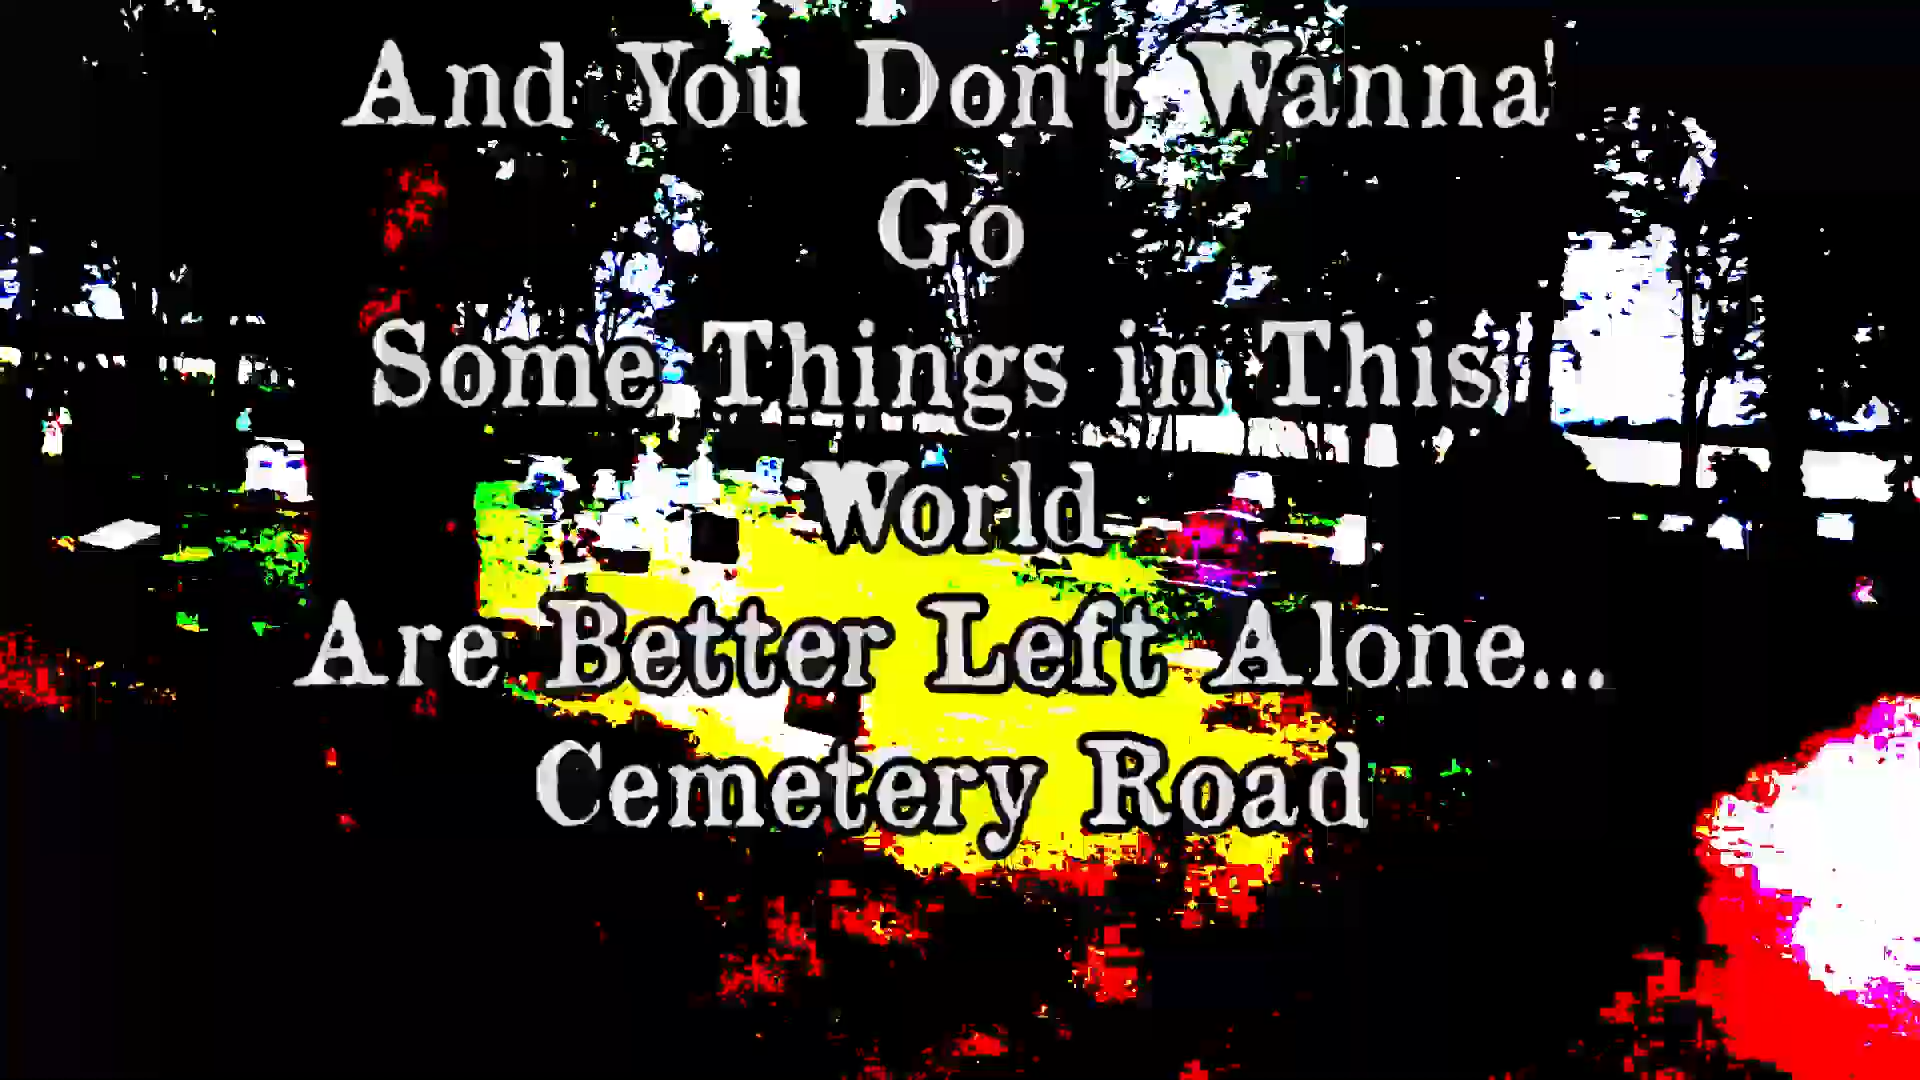 And You Don't Wanna'
Go
Some Things in This
World
Are Better Left Alone...
Cemetery Road